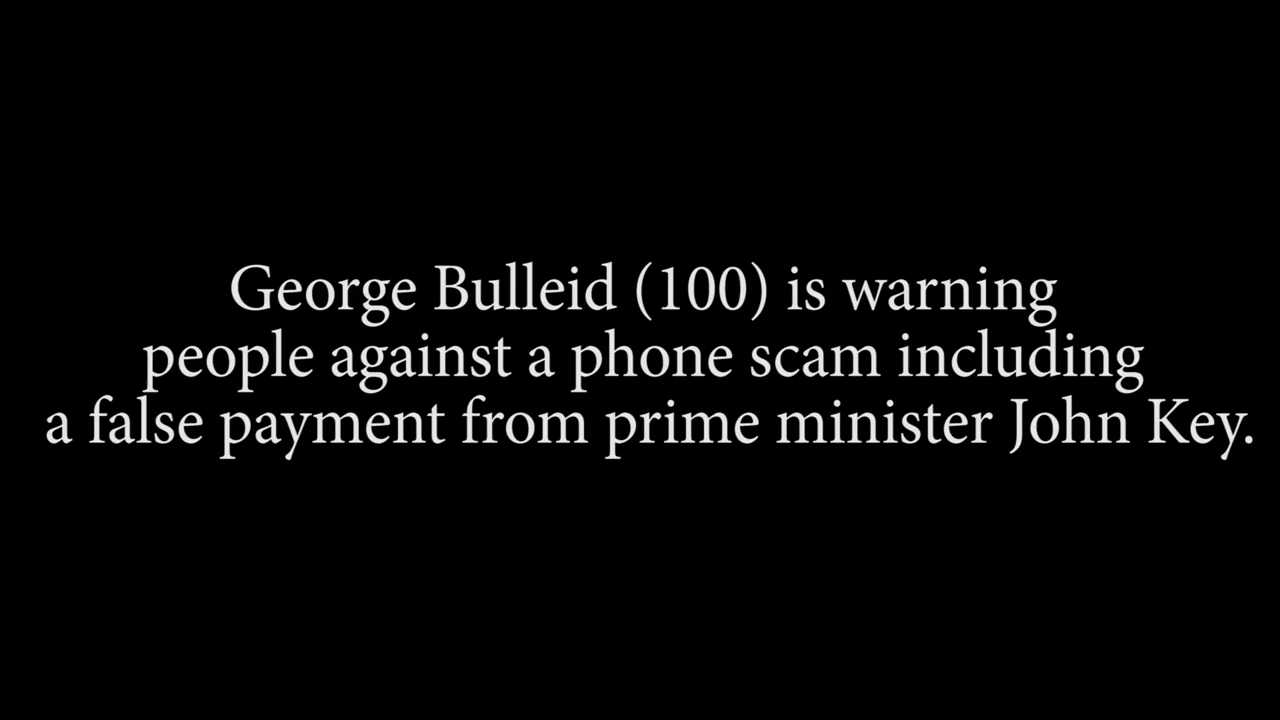 George Bulleid (100) is warning
people against a phone scam including
a false payment from prime minister John Key.